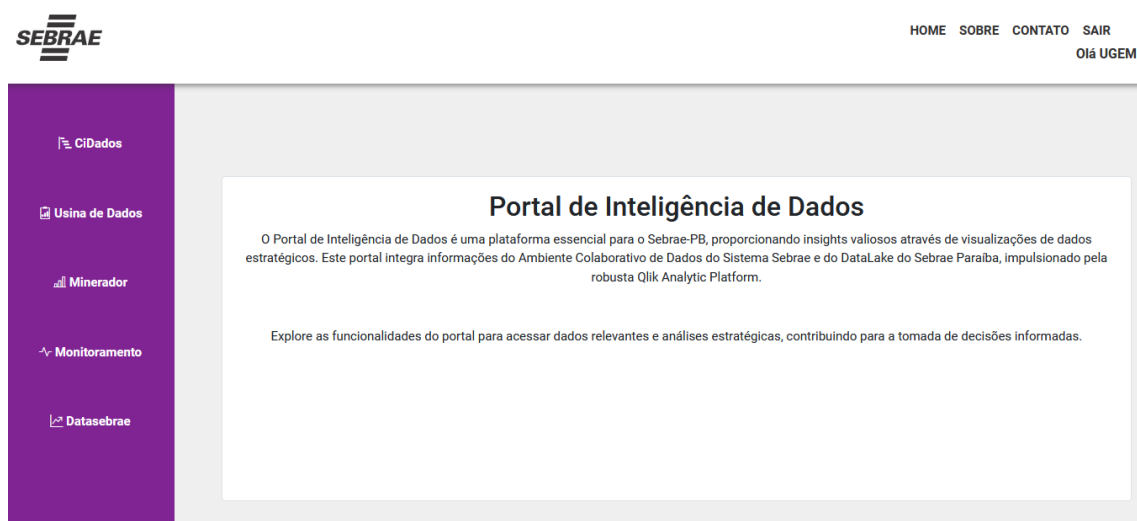 SEBRAE
HOME SOBRE CONTATO SAIR
Olá UGEM
CiDados
Usina de Dados
Minerador
Monitoramento
Datasebrae
Portal de Inteligência de Dados
O Portal de Inteligência de Dados é uma plataforma essencial para o Sebrae-PB, proporcionando insights valiosos através de visualizações de dados
estratégicos. Este portal integra informações do Ambiente Colaborativo de Dados do Sistema Sebrae e do DataLake do Sebrae Paraíba, impulsionado pela
robusta Qlik Analytic Platform.
Explore as funcionalidades do portal para acessar dados relevantes e análises estratégicas, contribuindo para a tomada de decisões informadas.